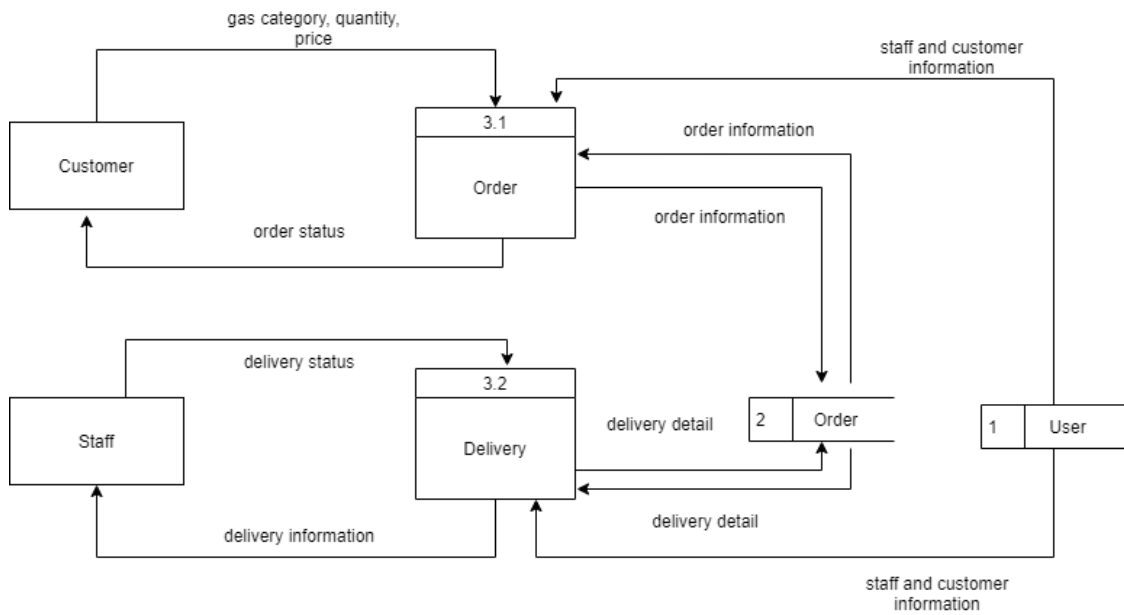 gas category, quantity,
price
staff and customer
information
3.1
order information
Customer
Order
order information
order status
delivery status
3.2
2 Order
1 User
delivery detail
Staff
Delivery
delivery information
delivery detail
staff and customer
information